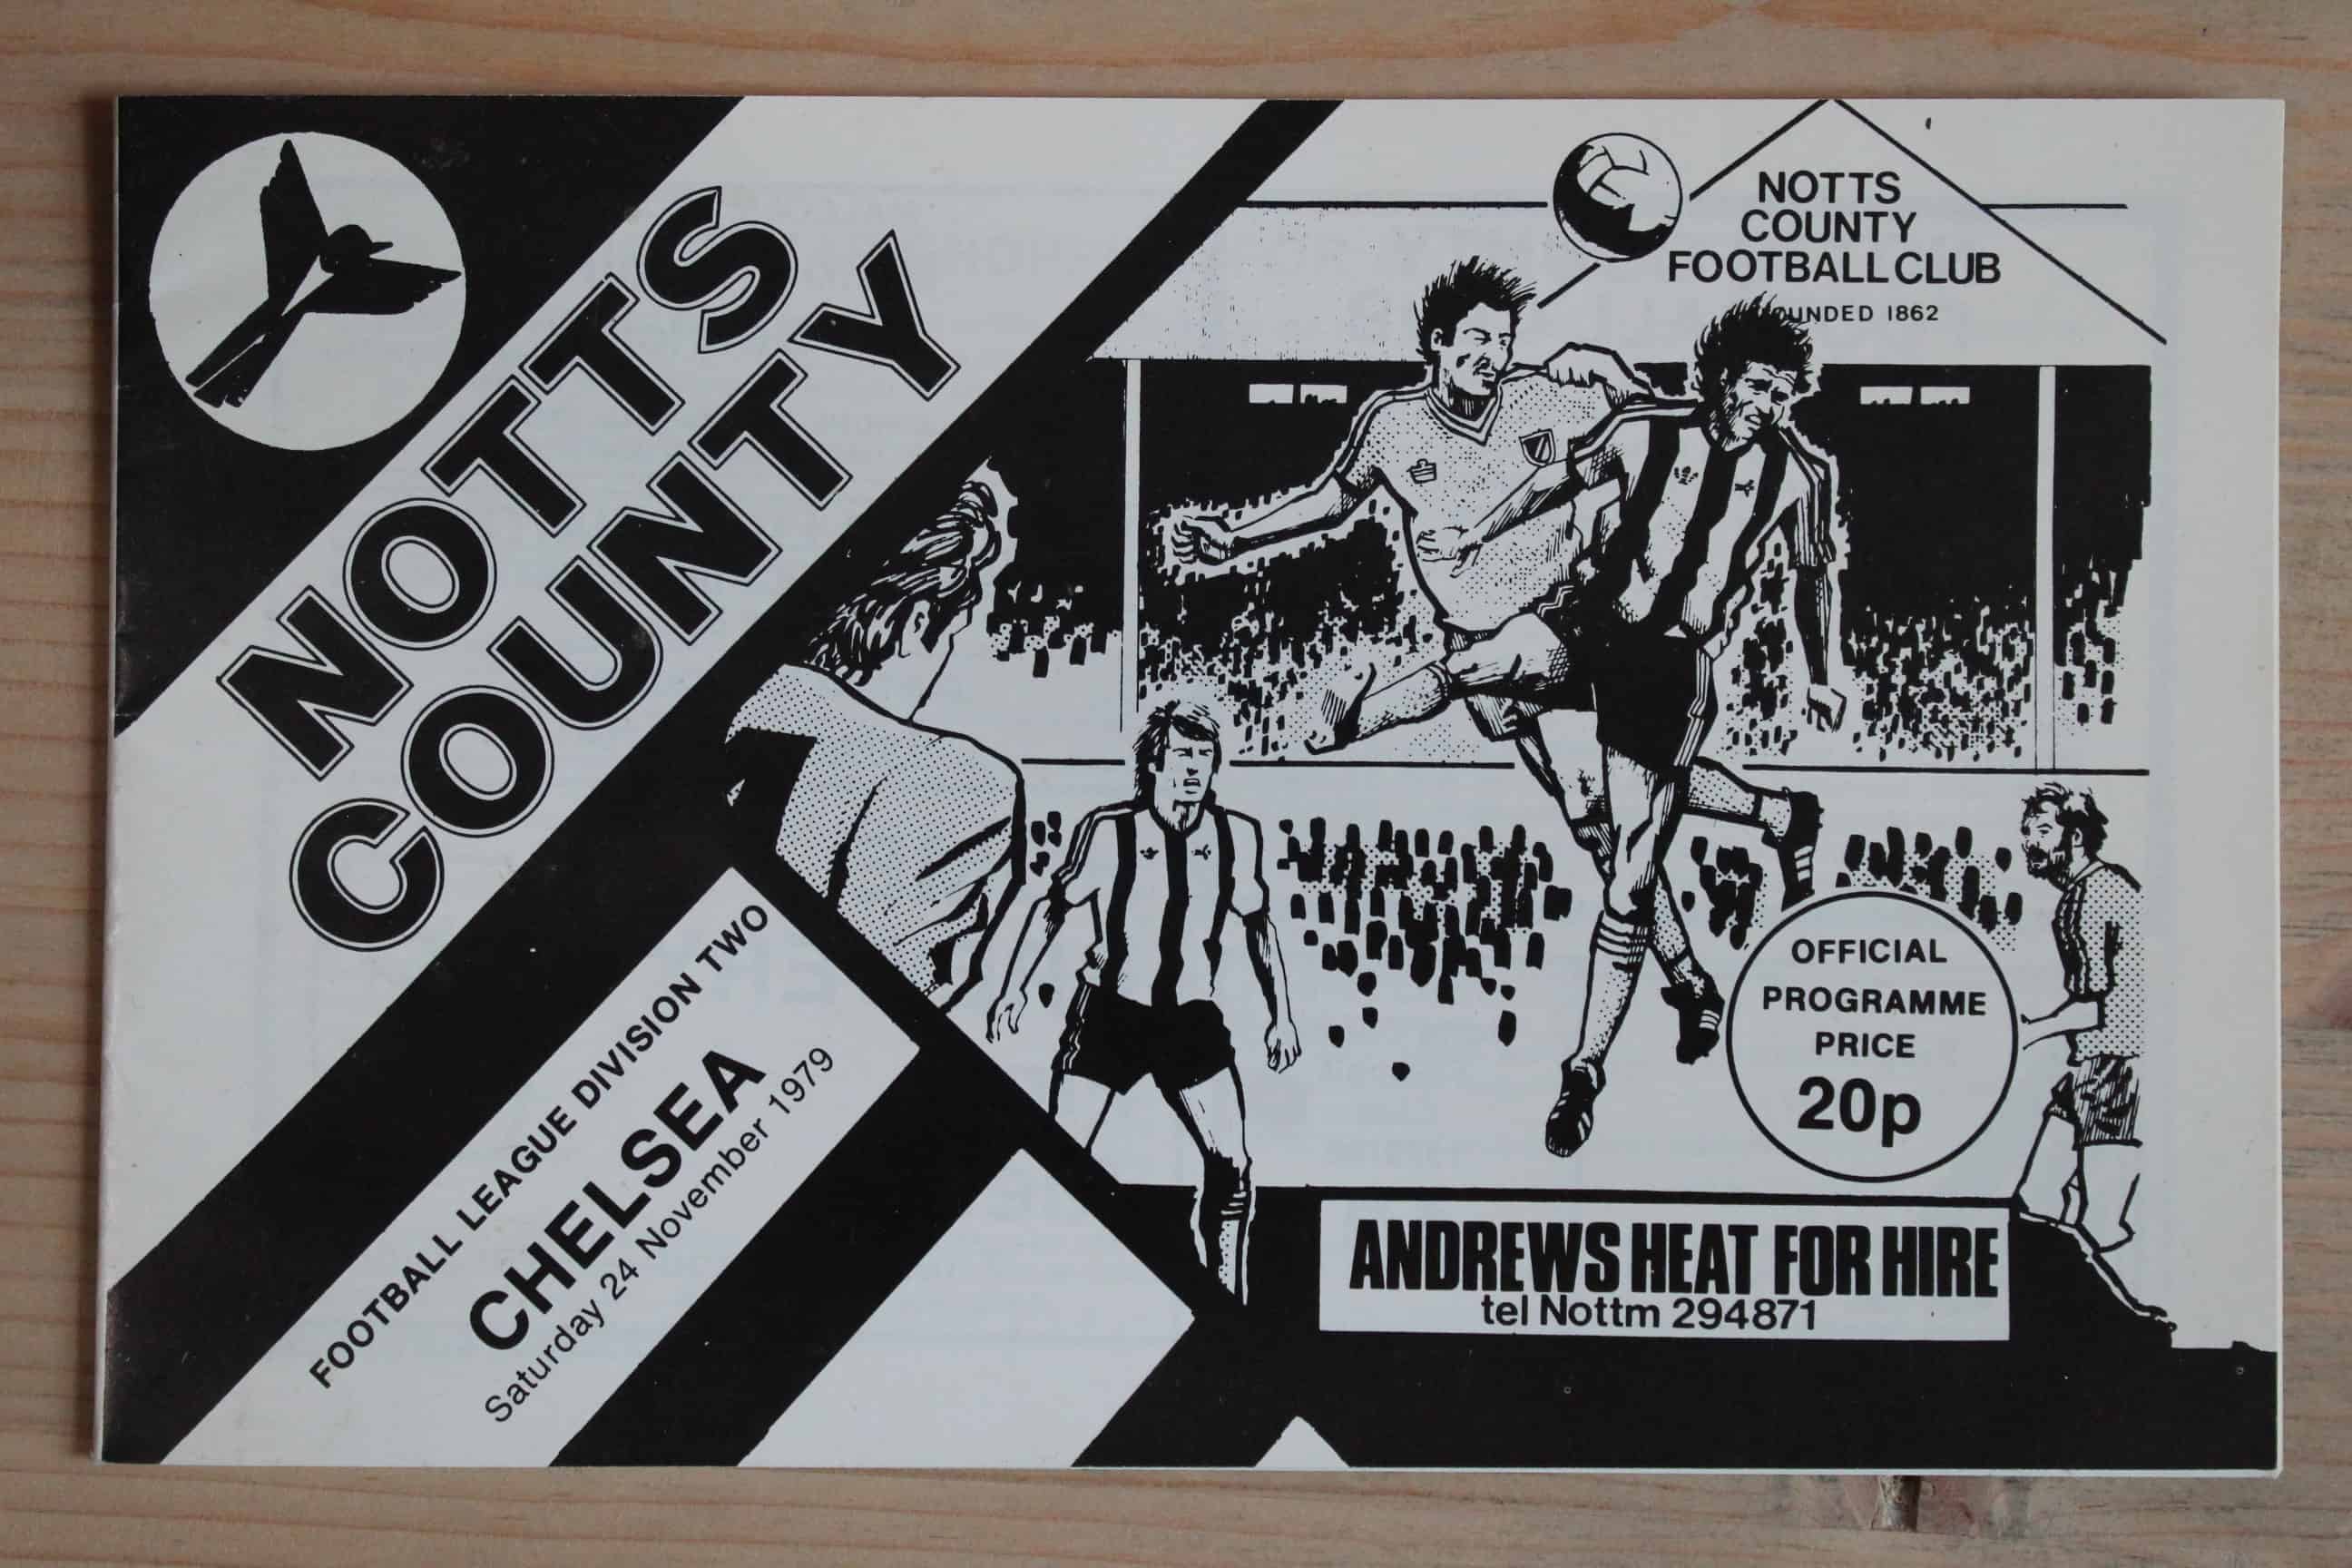 NOTTS
COUNTY
FOOTBALL LEAGUE DIVISION TWO
CHELSEA
Saturday 24 November 1979
NOTTS
COUNTY
FOOTBALL CLUB
UNDED 1862
OFFICIAL
PROGRAMME
PRICE
20p
ANDREWS HEAT FOR HIRE
tel Nottm 294871